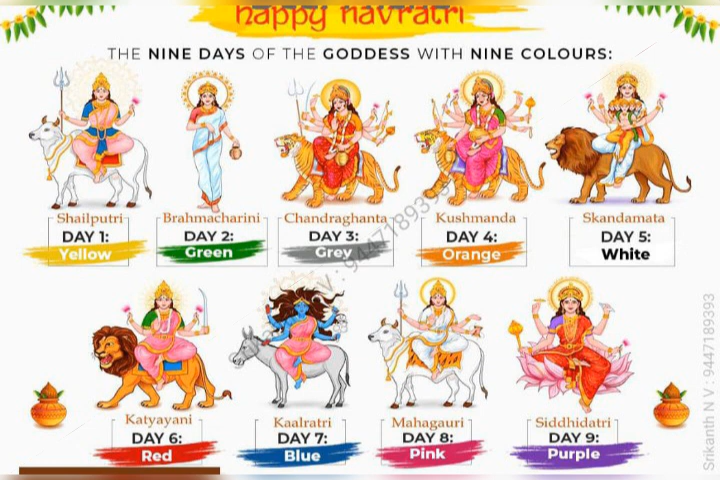 happy navratri
THE NINE DAYS OF THE GODDESS WITH NINE COLOURS:
Shailputri
DAY 1:
Yellow
Brahmacharini
DAY 2:
Green
Chandraghanta
DAY 3:
Grey
Kushmanda
DAY 4:
Orange
Skandamata
DAY 5:
White
Katyayani
DAY 6:
Red
Kaalratri
DAY 7:
Blue
Mahagauri
DAY 8:
Pink
Siddhidatri
DAY 9:
Purple
Srikanth N V : 9447189393